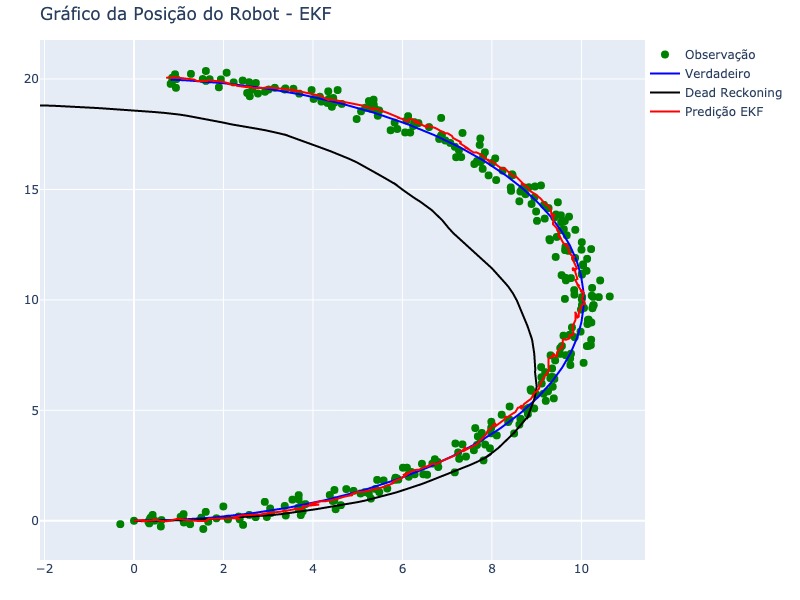 Gráfico da Posição do Robot - EKF
Observação
Verdadeiro
Dead Reckoning
Predição EKF
20
15
10
5
0
−2 0 2 4 6 8 10